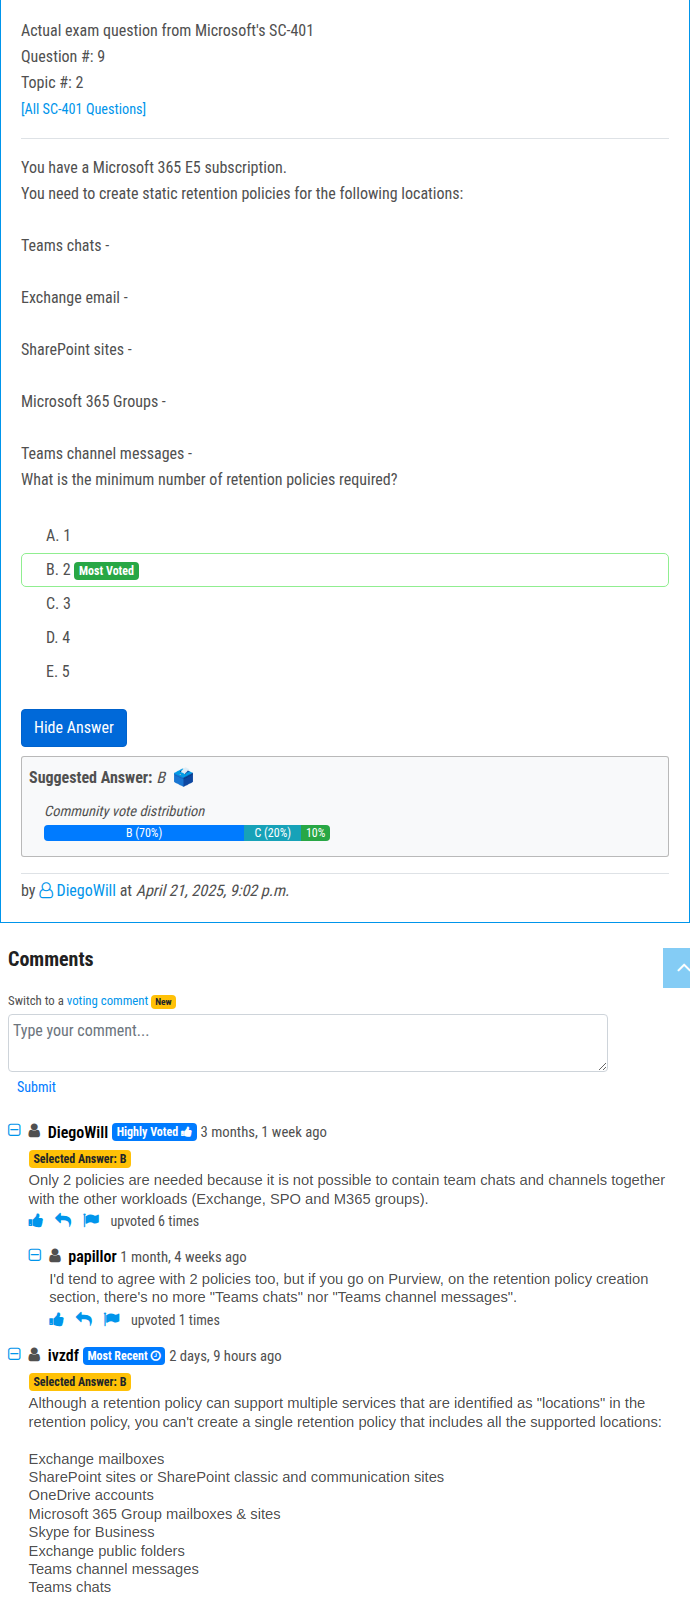 Actual exam question from Microsoft's SC-401
Question #: 9
Topic #: 2
[All SC-401 Questions]
You have a Microsoft 365 E5 subscription.
You need to create static retention policies for the following locations:
Teams chats -
Exchange email -
SharePoint sites -
Microsoft 365 Groups -
Teams channel messages -
What is the minimum number of retention policies required?
A. 1
B. 2 Most Voted
C. 3
D. 4
E. 5
Hide Answer
Suggested Answer: B
Community vote distribution
B (70%) C (20%) 10%
by DiegoWill at April 21, 2025, 9:02 p.m.
Comments
Switch to a voting comment New
Type your comment...
Submit
DiegoWill Highly Voted 3 months, 1 week ago
Selected Answer: B
Only 2 policies are needed because it is not possible to contain team chats and channels together
with the other workloads (Exchange, SPO and M365 groups).
upvoted 6 times
papillor 1 month, 4 weeks ago
I'd tend to agree with 2 policies too, but if you go on Purview, on the retention policy creation
section, there's no more "Teams chats" nor "Teams channel messages".
upvoted 1 times
ivzdf Most Recent 2 days, 9 hours ago
Selected Answer: B
Although a retention policy can support multiple services that are identified as "locations" in the
retention policy, you can't create a single retention policy that includes all the supported locations:
Exchange mailboxes
SharePoint sites or SharePoint classic and communication sites
OneDrive accounts
Microsoft 365 Group mailboxes & sites
Skype for Business
Exchange public folders
Teams channel messages
Teams chats